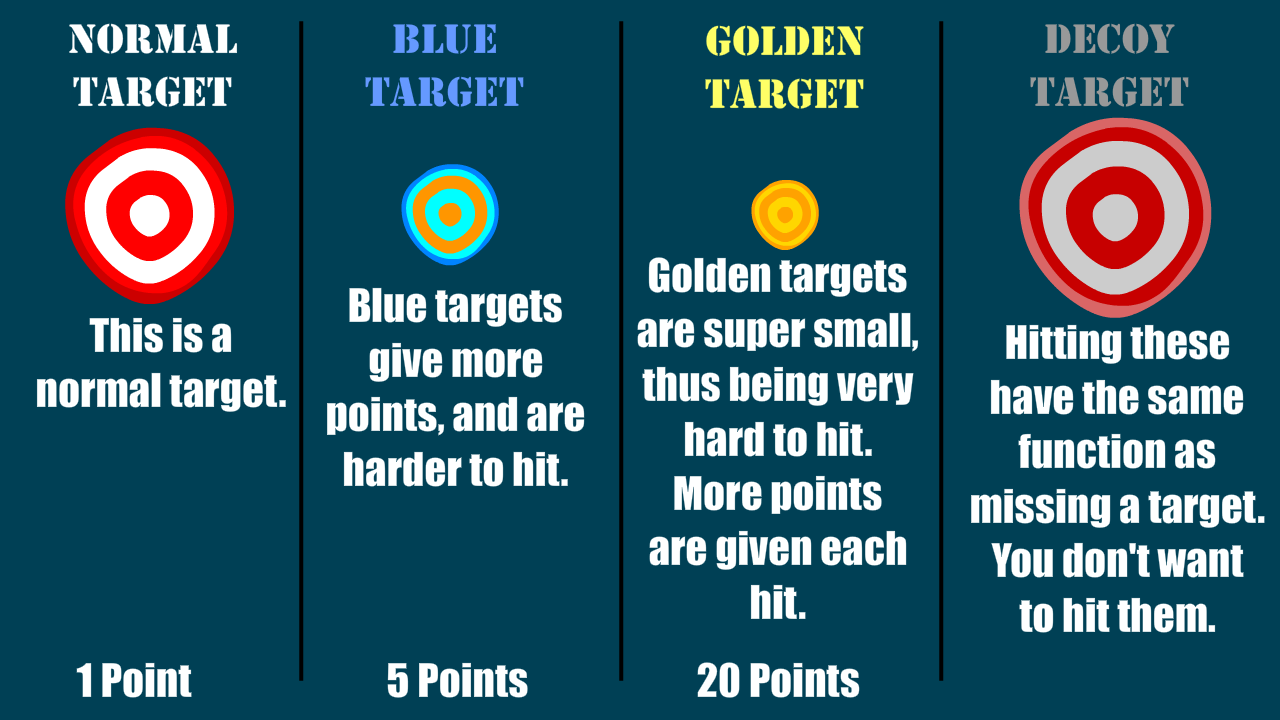 NORMAL
TARGET
This is a
normal target.
1 Point
BLUE
TARGET
Blue targets
give more
points, and are
harder to hit.
5 Points
GOLDEN
TARGET
Golden targets
are super small,
thus being very
hard to hit.
More points
are given each
hit.
20 Points
DECOY
TARGET
Hitting these
have the same
function as
missing a target.
You don't want
to hit them.